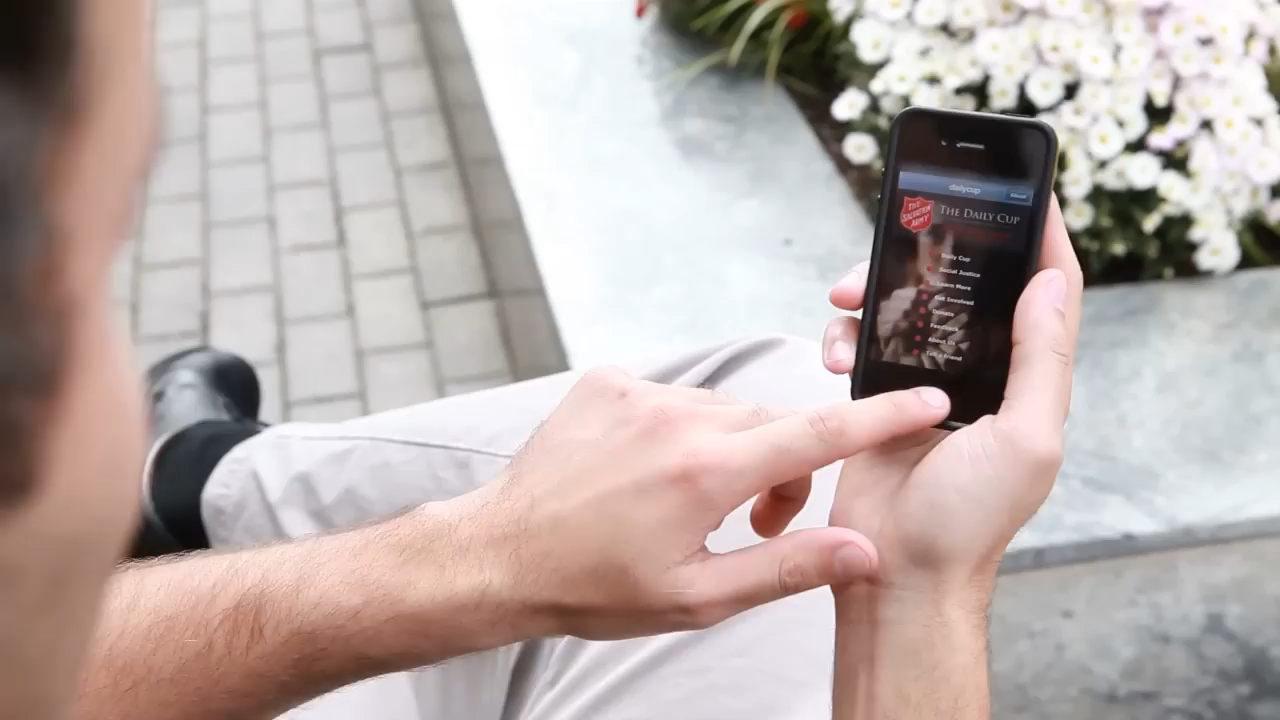 dailycup
About
THE SALVATION ARMY
THE DAILY CUP
Daily Cup
Social Justice
Learn More
Get Involved
Donate
Feedback
About Us
Tell a friend